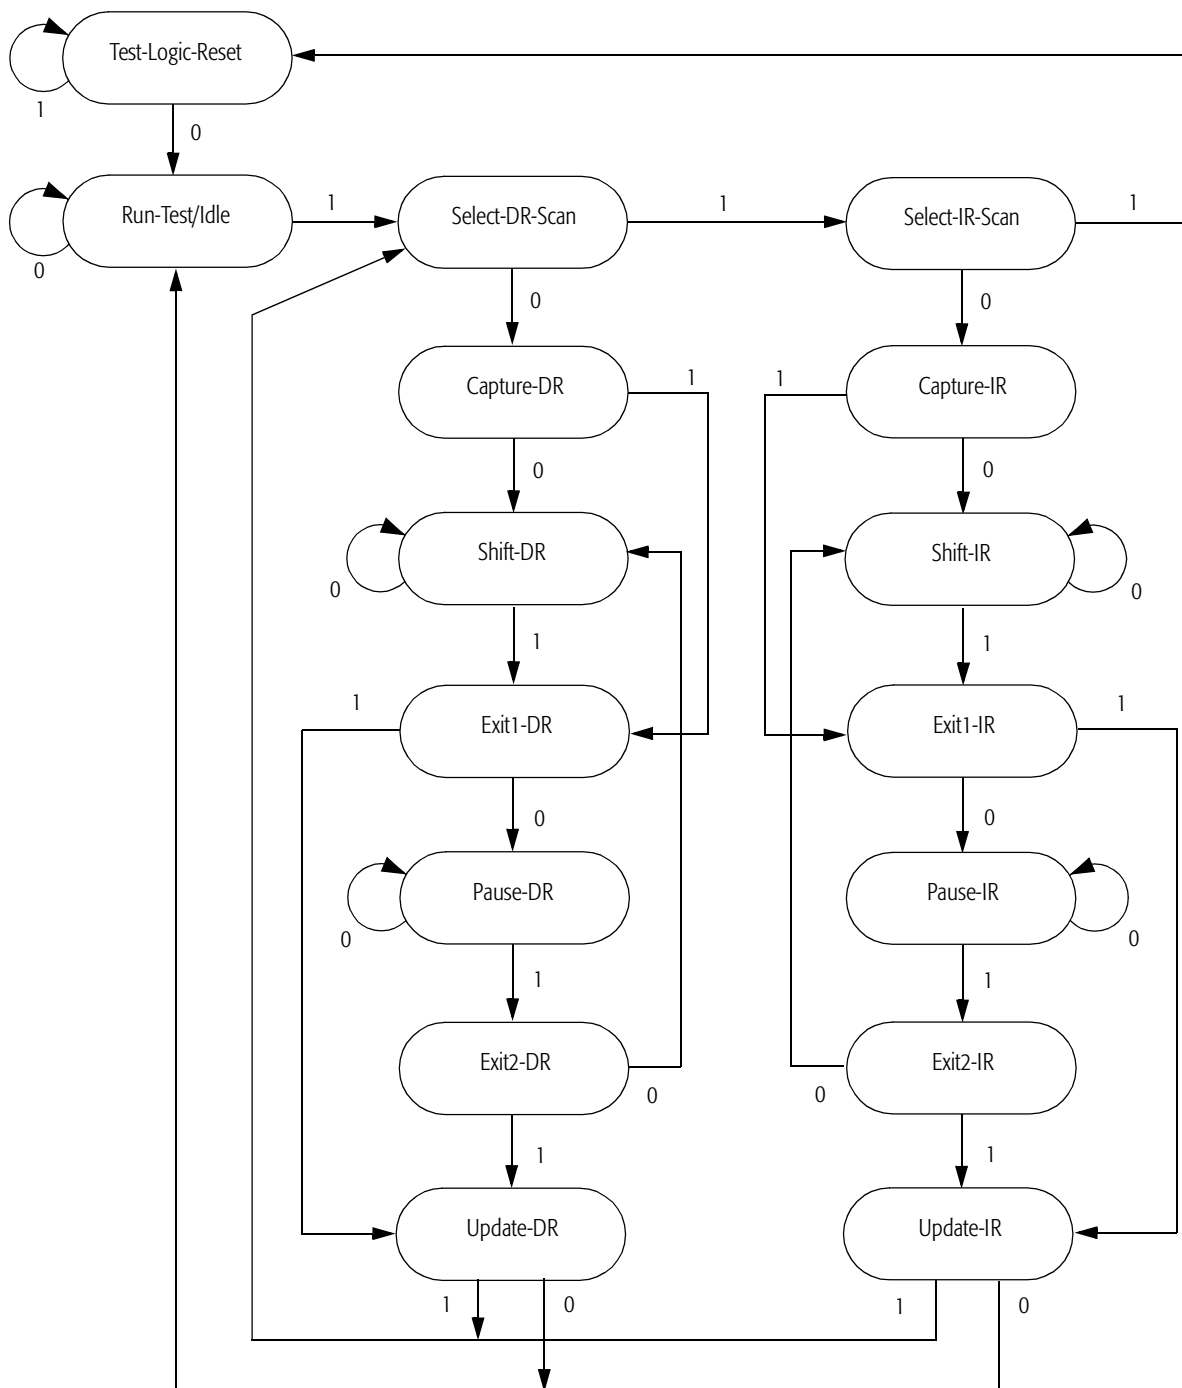 Test-Logic-Reset
1
0
Run-Test/Idle
0
1
Select-DR-Scan
1
Select-IR-Scan
1
0
0
Capture-DR
1
1
Capture-IR
0
0
Shift-DR
0
Shift-IR
0
1
1
1
Exit1-DR
Exit1-IR
1
0
0
Pause-DR
0
Pause-IR
0
1
1
Exit2-DR
0
Exit2-IR
0
1
1
Update-DR
Update-IR
1
0
1
0